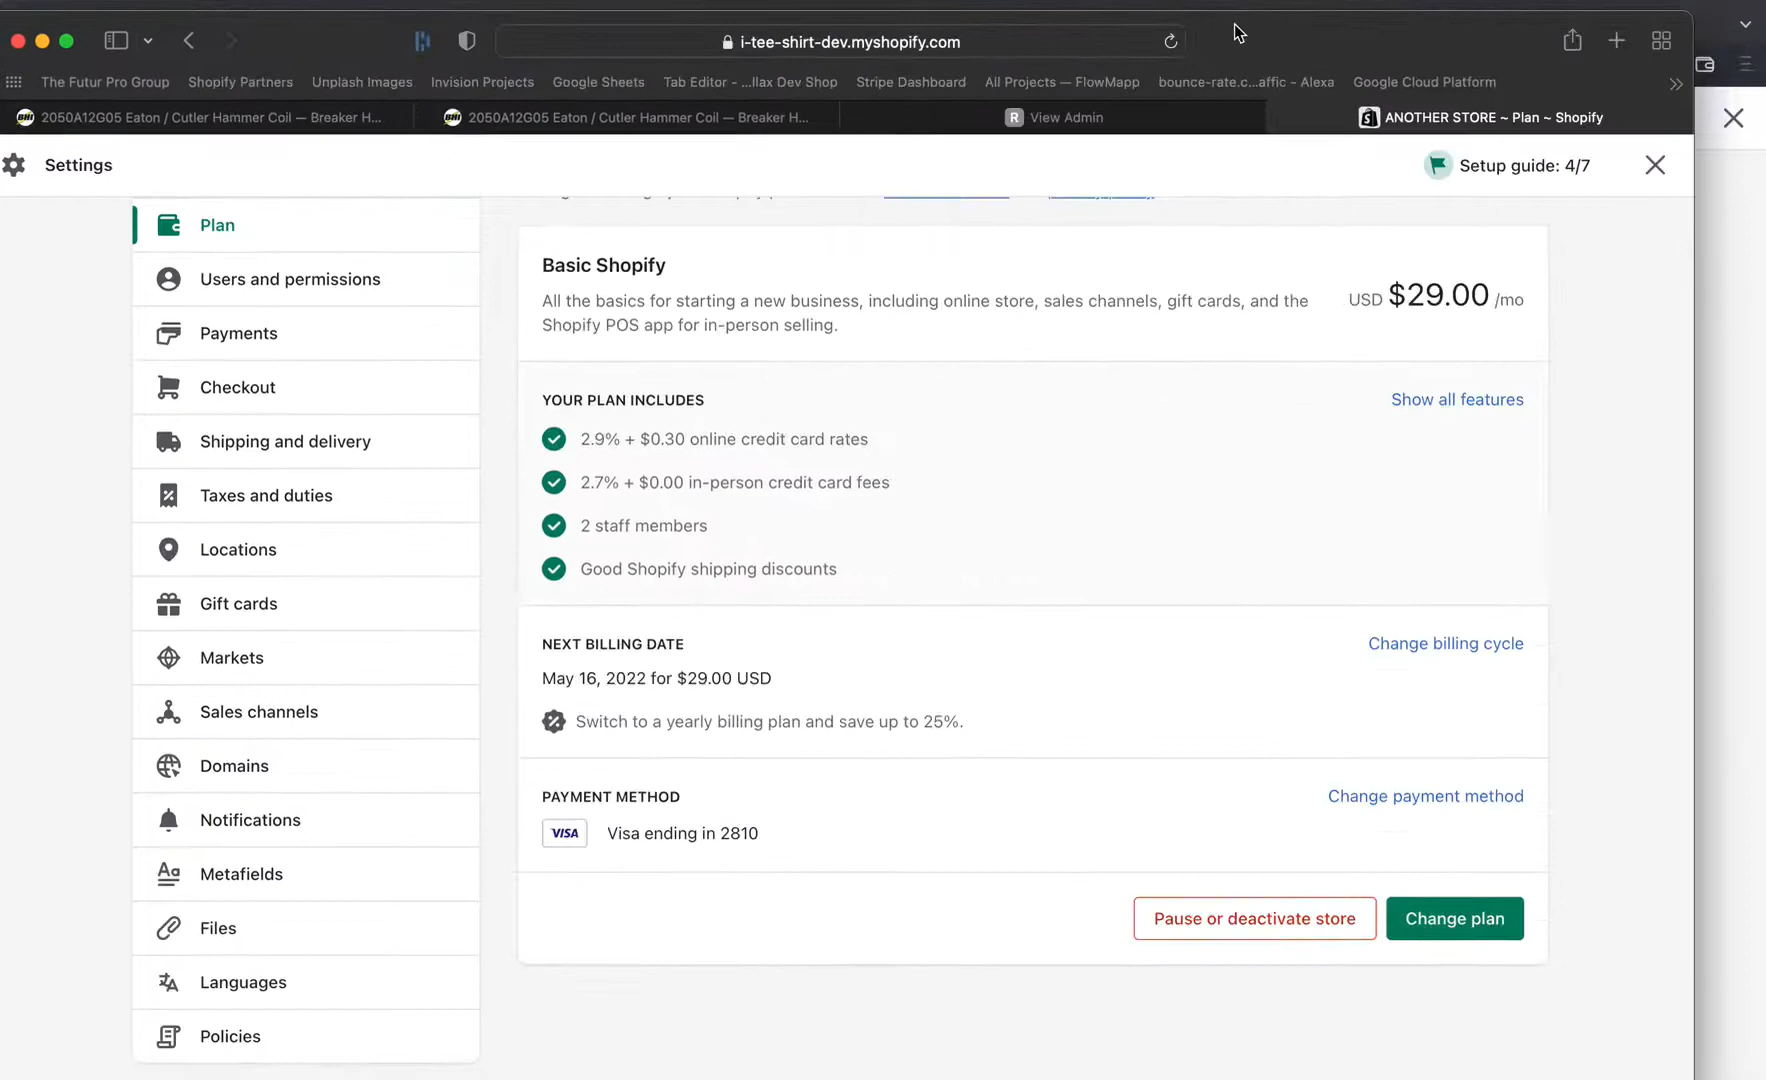 i-tee-shirt-dev.myshopify.com
The Futur Pro Group
Shopify Partners
Unplash Images
Invision Projects
Google Sheets
Tab Editor - ...llax Dev Shop
Stripe Dashboard
All Projects — FlowMapp
bounce-rate.c...affic - Alexa
Google Cloud Platform
BHI
2050A12G05 Eaton / Cutler Hammer Coil — Breaker H...
BHI
2050A12G05 Eaton / Cutler Hammer Coil — Breaker H...
R
View Admin
ANOTHER STORE ~ Plan ~ Shopify
Settings
Setup guide: 4/7
Plan
Users and permissions
Payments
Checkout
Shipping and delivery
Taxes and duties
Locations
Gift cards
Markets
Sales channels
Domains
Notifications
Metafields
Files
Languages
Policies
Basic Shopify
All the basics for starting a new business, including online store, sales channels, gift cards, and the
Shopify POS app for in-person selling.
USD $29.00 /mo
YOUR PLAN INCLUDES
Show all features
2.9% + $0.30 online credit card rates
2.7% + $0.00 in-person credit card fees
2 staff members
Good Shopify shipping discounts
NEXT BILLING DATE
Change billing cycle
May 16, 2022 for $29.00 USD
Switch to a yearly billing plan and save up to 25%.
PAYMENT METHOD
Change payment method
VISA
Visa ending in 2810
Pause or deactivate store
Change plan